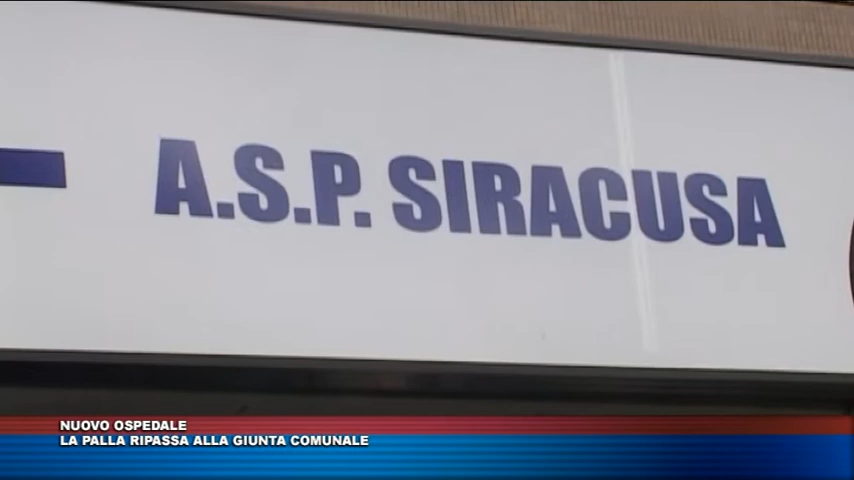 A.S.P. SIRACUSA
NUOVO OSPEDALE
LA PALLA RIPASSA ALLA GIUNTA COMUNALE